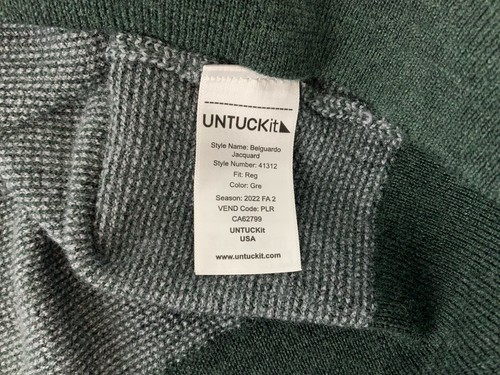 UNTUCKit
Style Name: Belguardo
Jacquard
Style Number: 41312
Fit: Reg
Color: Gre
Season: 2022 FA 2
VEND Code: PLR
CA62799
UNTUCKit
USA
www.untuckit.com